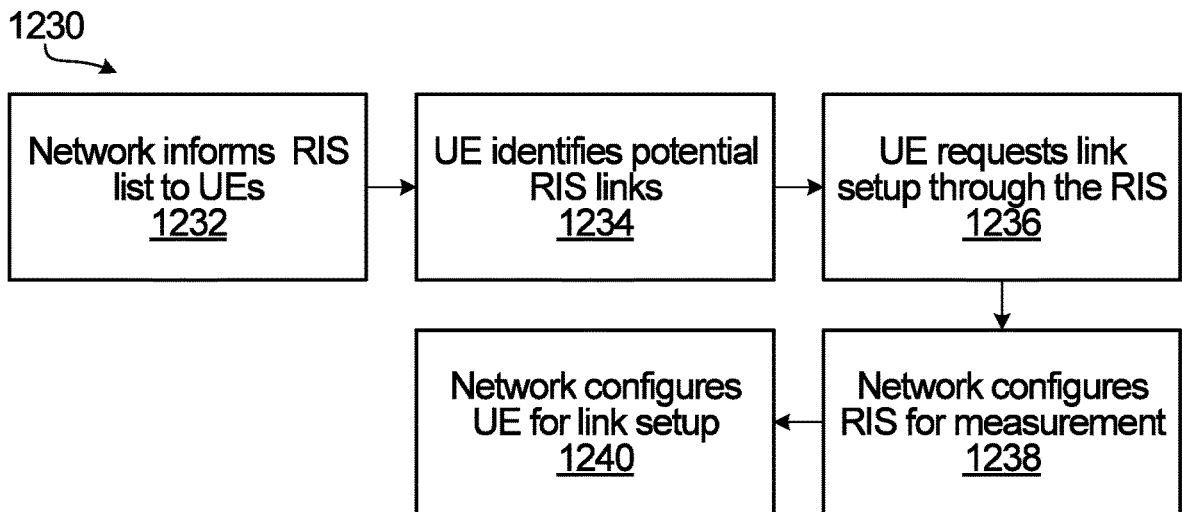 1230
Network informs RIS
list to UEs
1232
UE identifies potential
RIS links
1234
UE requests link
setup through the RIS
1236
Network configures
UE for link setup
1240
Network configures
RIS for measurement
1238